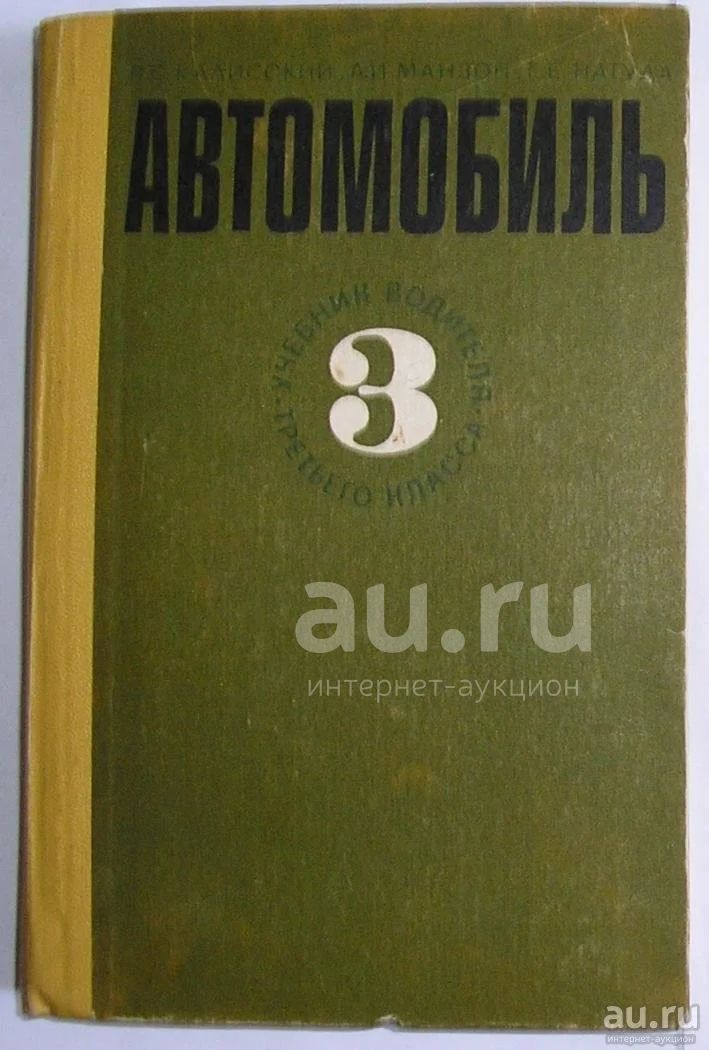 В.С. КАЛИССКИЙ, А.И. МАНЗОН, Г.Е. НАГУЛА
АВТОМОБИЛЬ
• УЧЕБНИК ВОДИТЕЛЯ •
ТРЕТЬЕГО КЛАССА
3
au.ru
интернет-аукцион
au.ru
интернет-аукцион